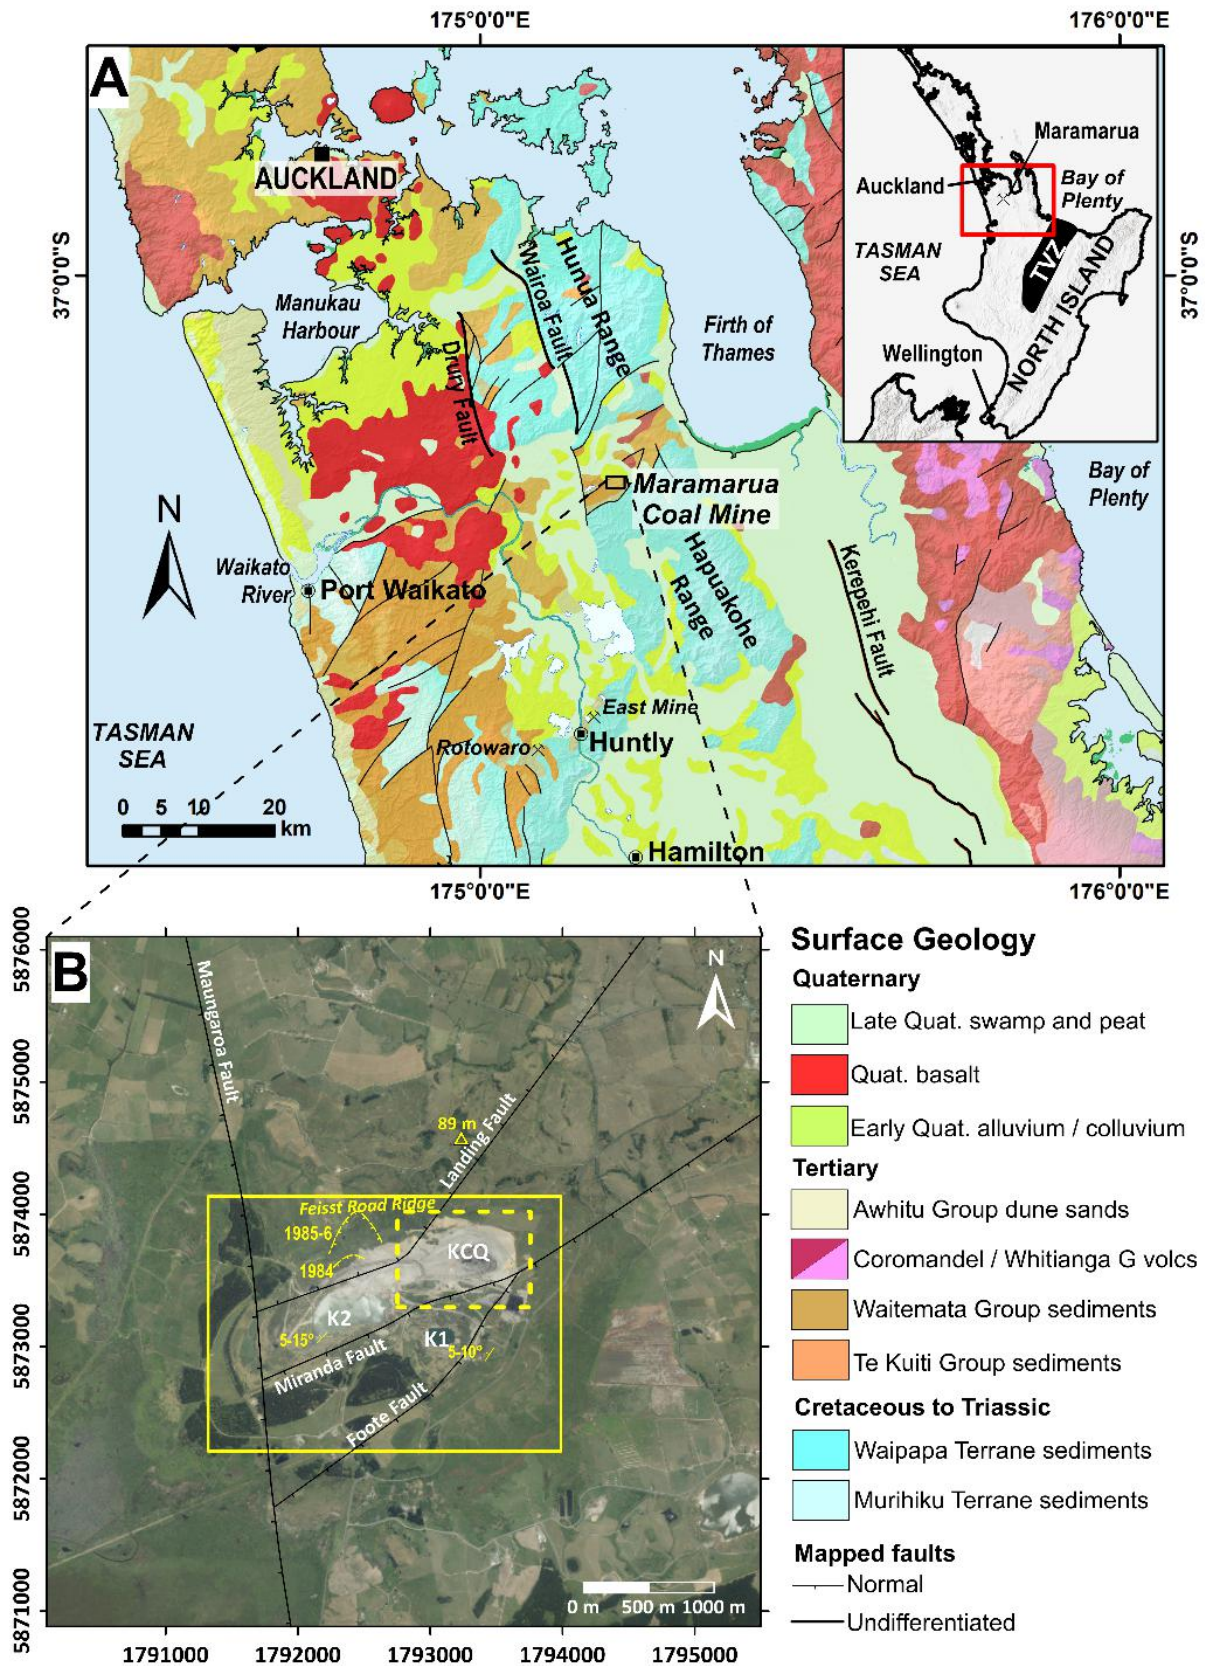 175°0'0"E
176°0'0"E
A
AUCKLAND
37°0'0"S
Manukau
Harbour
Wairoa Fault
Hunua Range
Drury Fault
Firth of
Thames
Maramarua
Auckland
Bay of
Plenty
TASMAN
SEA
TVZ
NORTH ISLAND
Wellington
37°0'0"S
Maramarua
Coal Mine
Bay of
Plenty
N
Waikato
River
Port Waikato
Hapuakohe
Range
Kerepehi Fault
TASMAN
SEA
East Mine
Huntly
Rotowaro
0 5 10 20
km
Hamilton
175°0'0"E
176°0'0"E
B
N
5876000
5875000
5874000
5873000
5872000
5871000
Maungaroa Fault
89 m
Landing Fault
Feisst Road Ridge
1985-6
1984
KCQ
K2
K1
5-15°
5-10°
Miranda Fault
Foote Fault
0 m 500 m 1000 m
1791000 1792000 1793000 1794000 1795000
Surface Geology
Quaternary
Late Quat. swamp and peat
Quat. basalt
Early Quat. alluvium / colluvium
Tertiary
Awhitu Group dune sands
Coromandel / Whitianga G volcs
Waitemata Group sediments
Te Kuiti Group sediments
Cretaceous to Triassic
Waipapa Terrane sediments
Murihiku Terrane sediments
Mapped faults
Normal
Undifferentiated